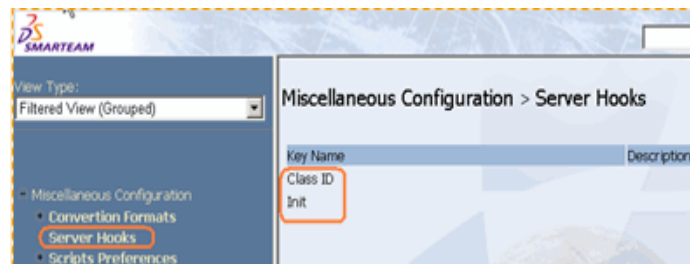 SMARTEAM
View Type:
Filtered View (Grouped)
Miscellaneous Configuration > Server Hooks
Key Name Description
Class ID
Init
Miscellaneous Configuration
Convertion Formats
Server Hooks
Scripts Preferences